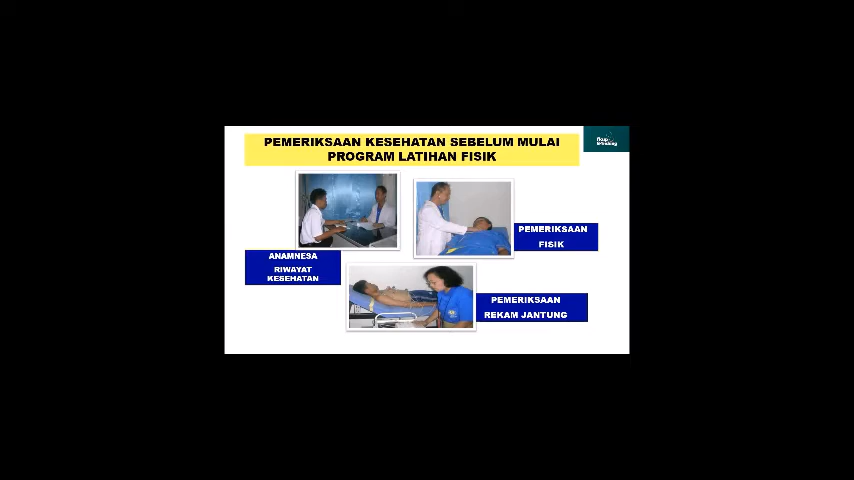 PEMERIKSAAN KESEHATAN SEBELUM MULAI
PROGRAM LATIHAN FISIK
PEMERIKSAAN
FISIK
ANAMNESA
RIWAYAT
KESEHATAN
PEMERIKSAAN
REKAM JANTUNG